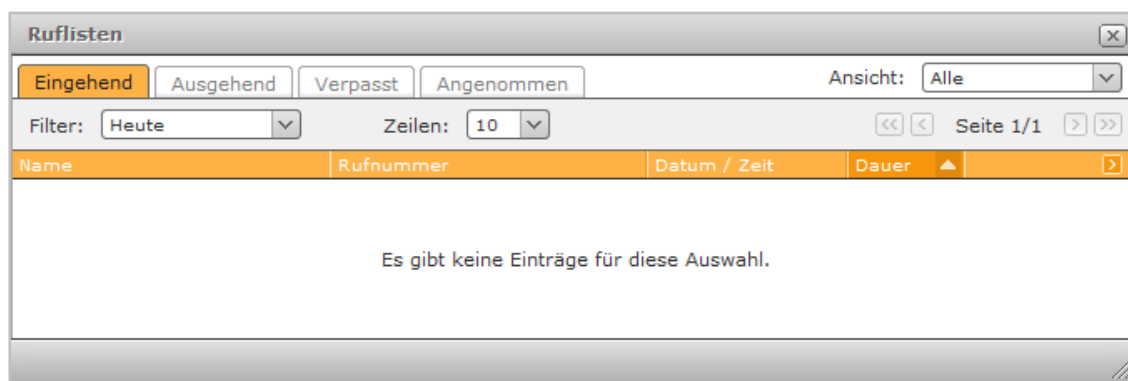 Ruflisten
Eingehend Ausgehend Verpasst Angenommen Ansicht: Alle
Filter: Heute Zeilen: 10 Seite 1/1
Name Rufnummer Datum / Zeit Dauer
Es gibt keine Einträge für diese Auswahl.